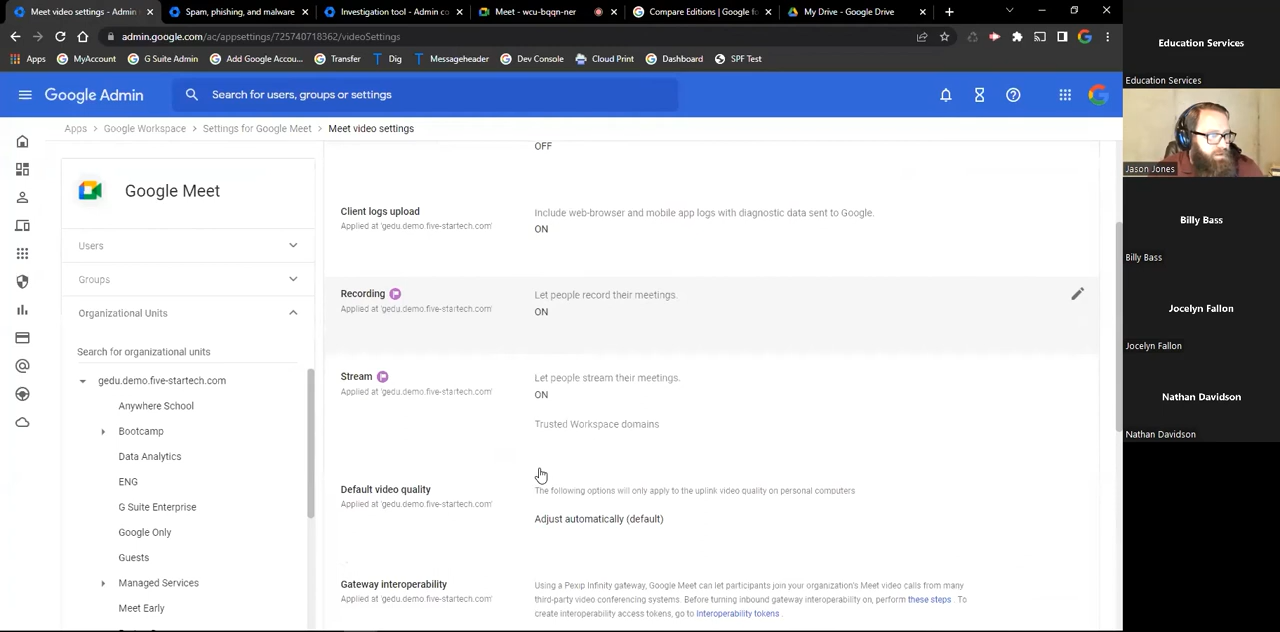 Meet video settings - Admin
Spam, phishing, and malware
Investigation tool - Admin co
Meet - wcu-bqqn-ner
Compare Editions | Google f
My Drive - Google Drive
admin.google.com/ac/appsettings/725740718362/videoSettings
Apps
MyAccount
G Suite Admin
Add Google Accou...
Transfer
Dig
Messageheader
Dev Console
Cloud Print
Dashboard
SPF Test
Google Admin
Search for users, groups or settings
Apps > Google Workspace > Settings for Google Meet > Meet video settings
Google Meet
Users
Groups
Organizational Units
Search for organizational units
gedu.demo.five-startech.com
Anywhere School
Bootcamp
Data Analytics
ENG
G Suite Enterprise
Google Only
Guests
Managed Services
Meet Early
OFF
Client logs upload
Applied at 'gedu.demo.five-startech.com'
Include web-browser and mobile app logs with diagnostic data sent to Google.
ON
Recording
Applied at 'gedu.demo.five-startech.com'
Let people record their meetings.
ON
Stream
Applied at 'gedu.demo.five-startech.com'
Let people stream their meetings.
ON
Trusted Workspace domains
Default video quality
Applied at 'gedu.demo.five-startech.com'
The following options will only apply to the uplink video quality on personal computers
Adjust automatically (default)
Gateway interoperability
Applied at 'gedu.demo.five-startech.com'
Using a Pexip Infinity gateway, Google Meet can let participants join your organization's Meet video calls from many
third-party video conferencing systems. Before turning inbound gateway interoperability on, perform these steps . To
create interoperability access tokens, go to Interoperability tokens .
Education Services
Education Services
Jason Jones
Billy Bass
Billy Bass
Jocelyn Fallon
Jocelyn Fallon
Nathan Davidson
Nathan Davidson